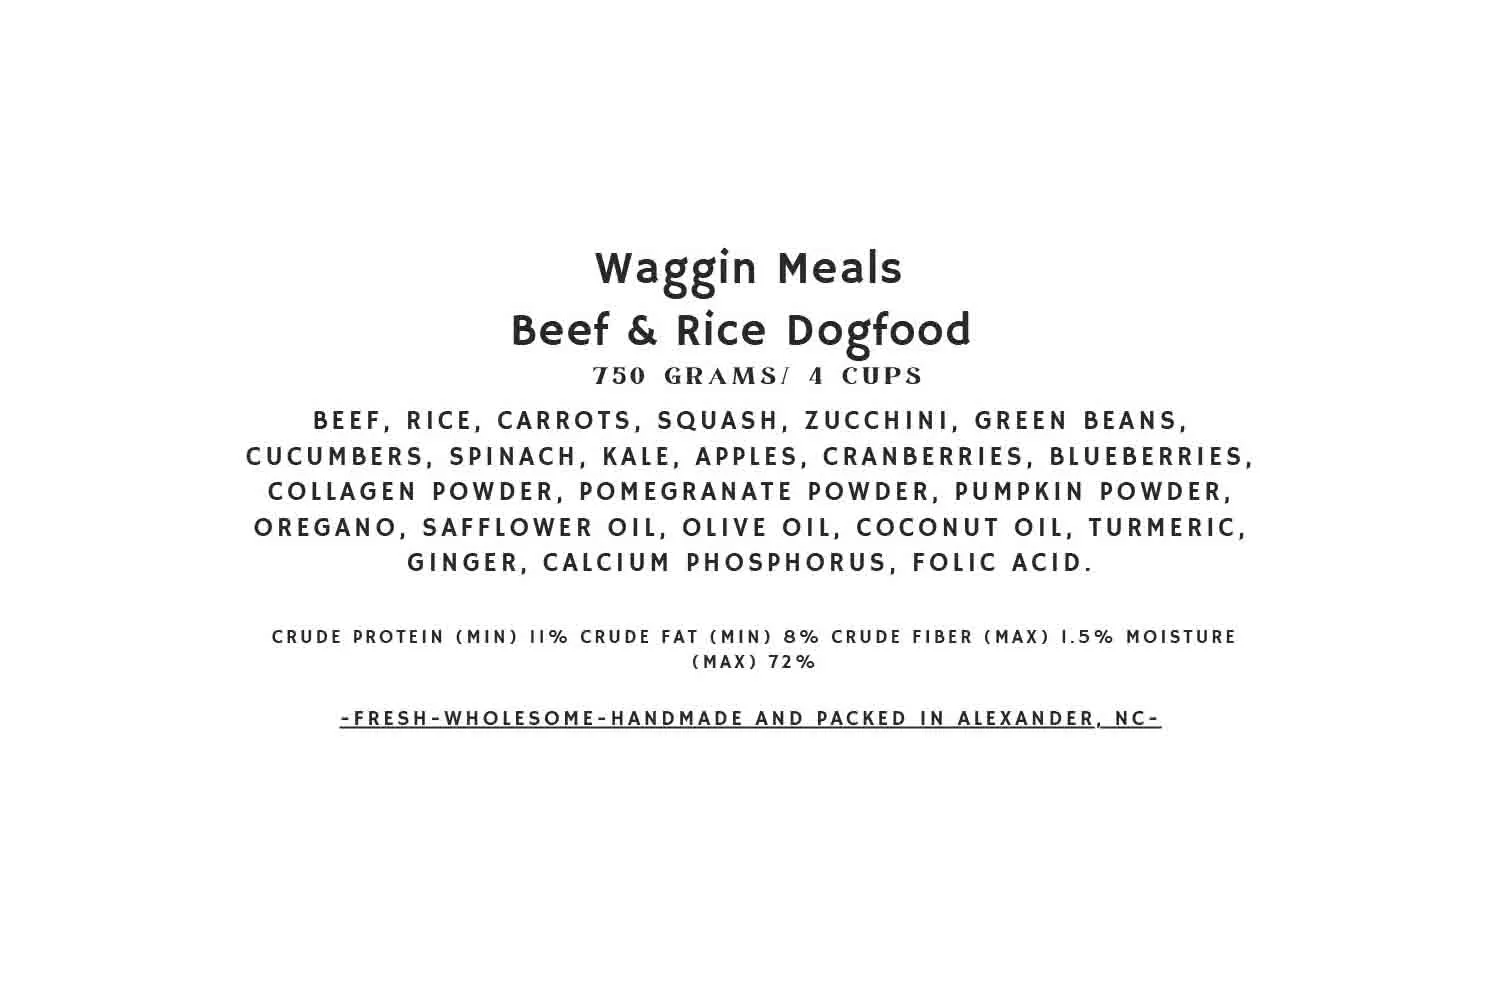 Waggin Meals
Beef & Rice Dogfood
750 GRAMS/ 4 CUPS
BEEF, RICE, CARROTS, SQUASH, ZUCCHINI, GREEN BEANS,
CUCUMBERS, SPINACH, KALE, APPLES, CRANBERRIES, BLUEBERRIES,
COLLAGEN POWDER, POMEGRANATE POWDER, PUMPKIN POWDER,
OREGANO, SAFFLOWER OIL, OLIVE OIL, COCONUT OIL, TURMERIC,
GINGER, CALCIUM PHOSPHORUS, FOLIC ACID.
CRUDE PROTEIN (MIN) 11% CRUDE FAT (MIN) 8% CRUDE FIBER (MAX) 1.5% MOISTURE
(MAX) 72%
-FRESH-WHOLESOME-HANDMADE AND PACKED IN ALEXANDER, NC-